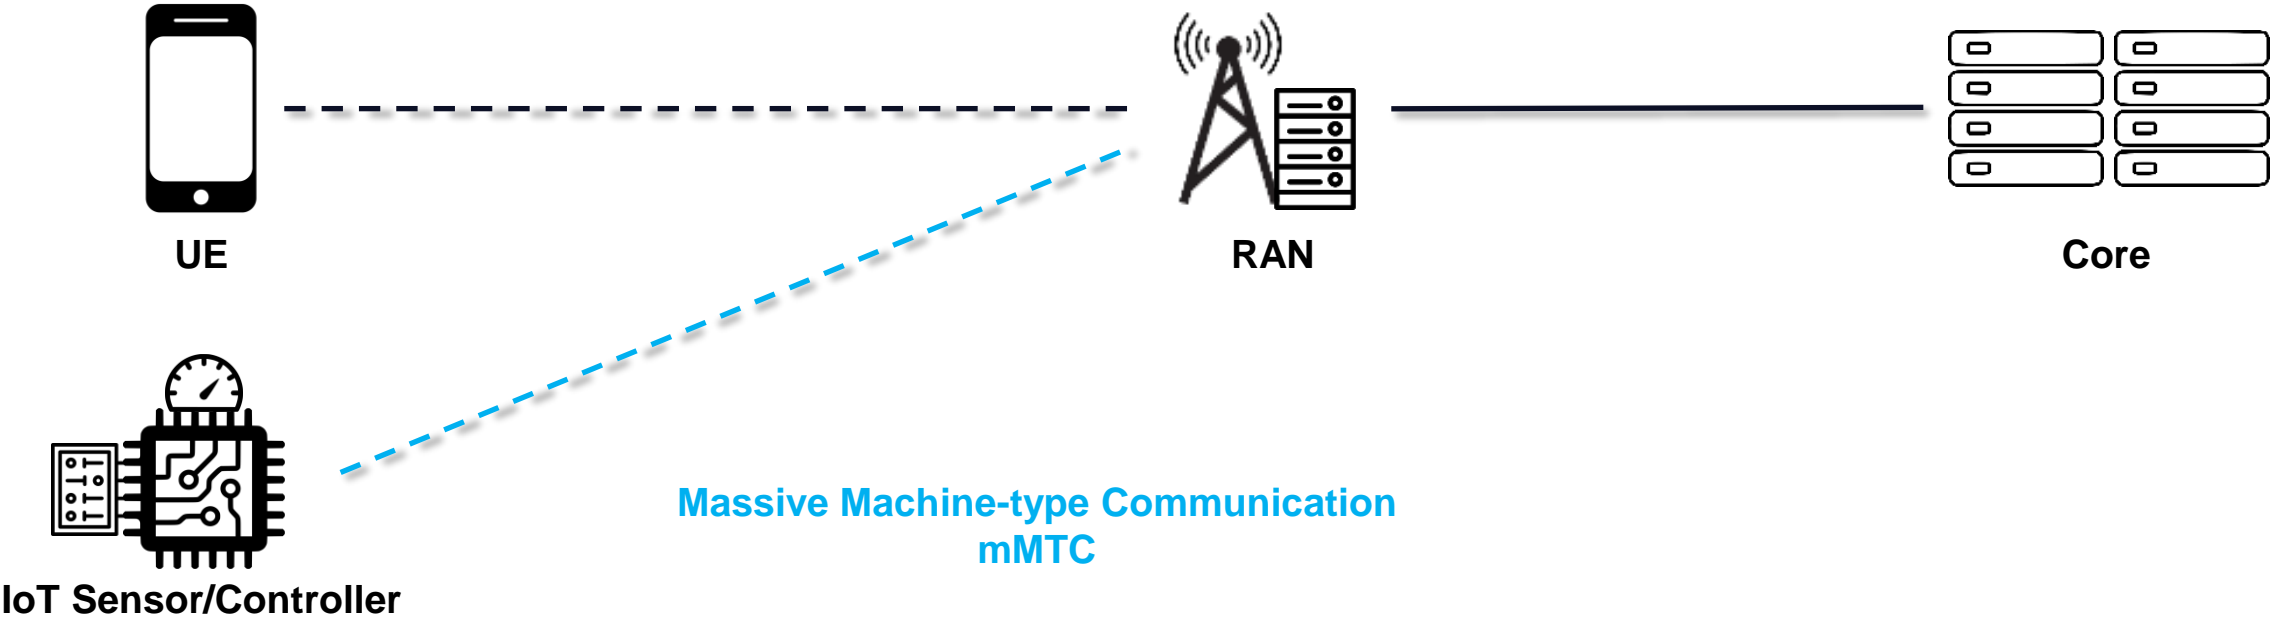 UE
RAN
Core
Massive Machine-type Communication
mMTC
IoT Sensor/Controller